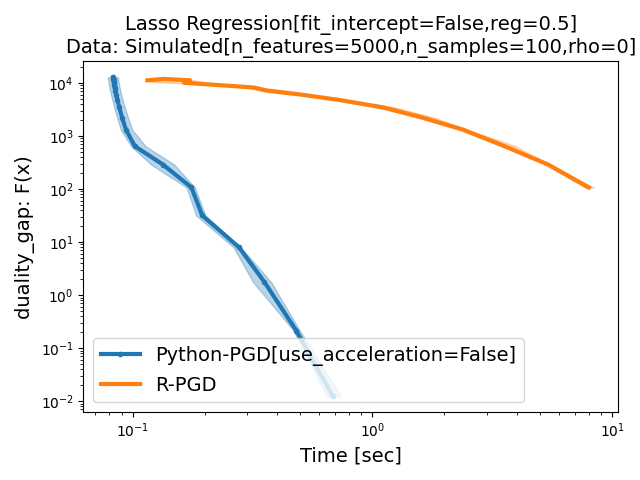 Lasso Regression[fit_intercept=False,reg=0.5]
Data: Simulated[n_features=5000,n_samples=100,rho=0]
duality_gap: F(x)
10⁴
10³
10²
10¹
10⁰
10⁻¹
10⁻²
Python-PGD[use_acceleration=False]
R-PGD
10⁻¹ 10⁰ 10¹
Time [sec]